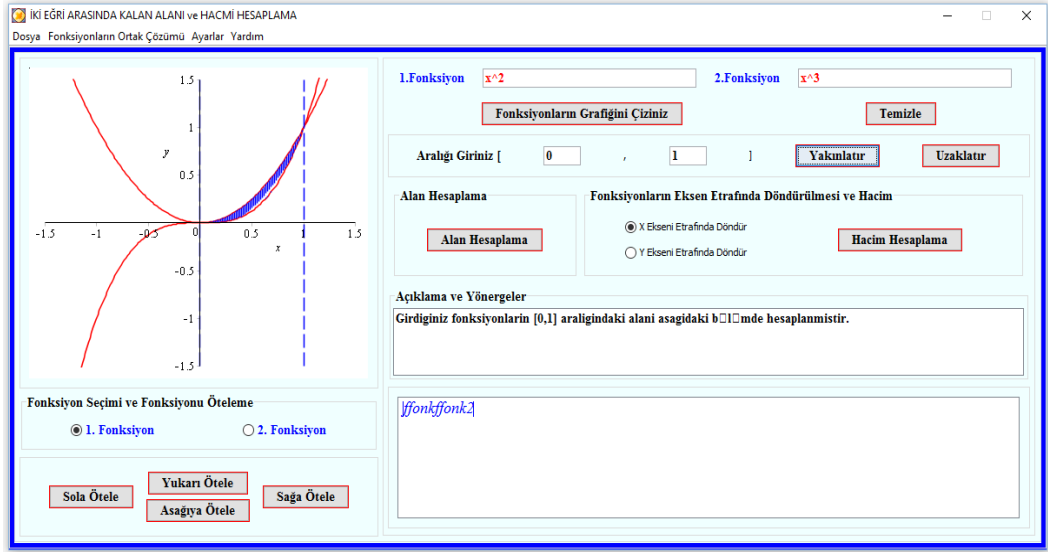 İKİ EĞRİ ARASINDA KALAN ALANI ve HACMİ HESAPLAMA
Dosya Fonksiyonların Ortak Çözümü Ayarlar Yardım
1.5
1
y
0.5
-1.5 -1 -0.5 0 0.5 1 1.5
x
-0.5
-1
-1.5
Fonksiyon Seçimi ve Fonksiyonu Öteleme
1. Fonksiyon 2. Fonksiyon
Yukarı Ötele
Sola Ötele Sağa Ötele
Asağıya Ötele
1.Fonksiyon x^2 2.Fonksiyon x^3
Fonksiyonların Grafiğini Çiziniz Temizle
Aralığı Giriniz [ 0 , 1 ] Yakınlatır Uzaklatır
Alan Hesaplama
Alan Hesaplama
Fonksiyonların Eksen Etrafında Döndürülmesi ve Hacim
X Ekseni Etrafında Döndür
Y Ekseni Etrafında Döndür
Hacim Hesaplama
Açıklama ve Yönergeler
Girdiginiz fonksiyonlarin [0,1] araligindaki alani asagidaki b□l□mde hesaplanmistir.
|ffonkffonk2|